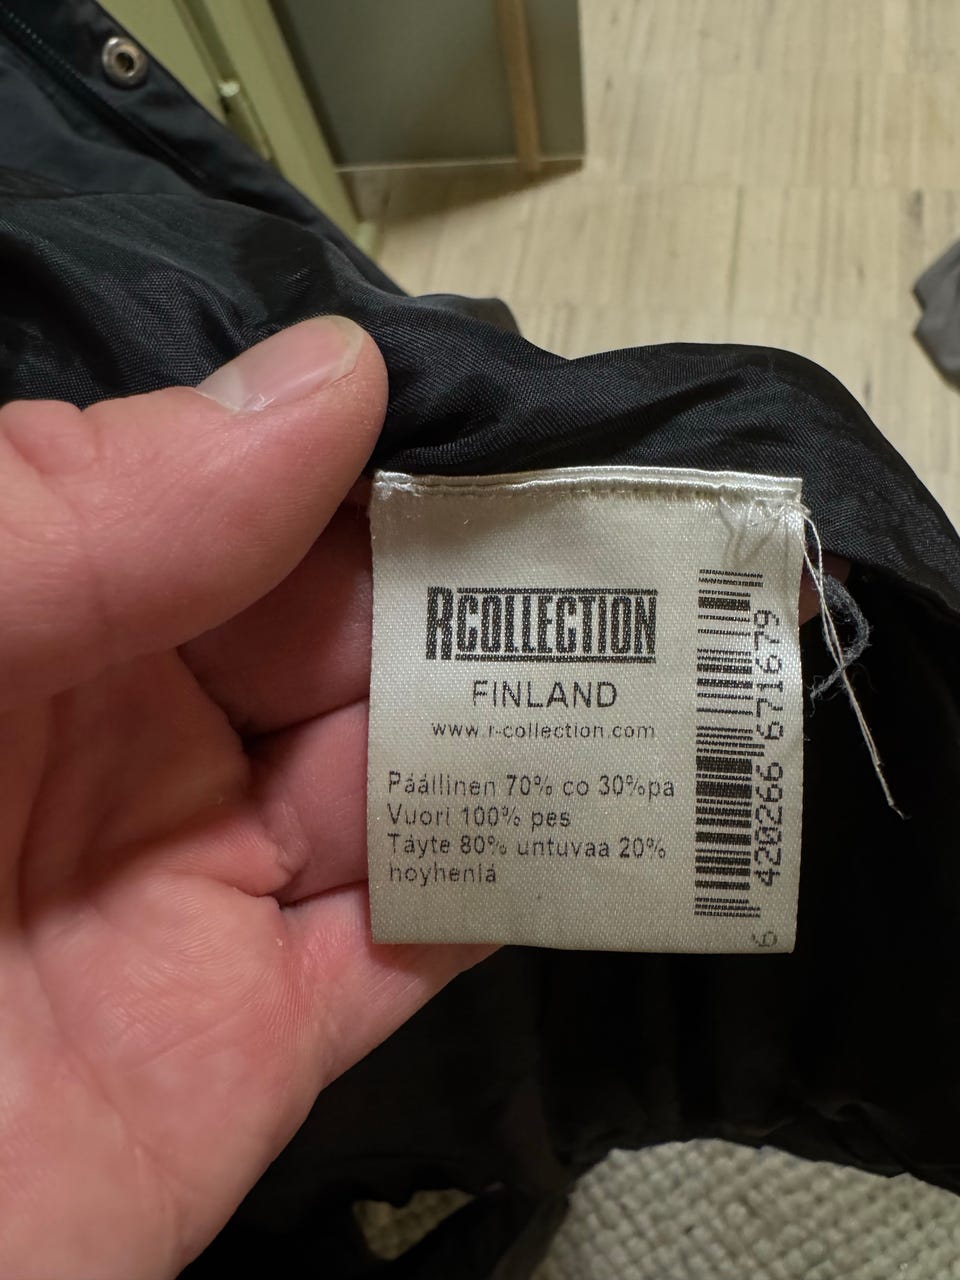 RCOLLECTION
FINLAND
www.r-collection.com
Päällinen 70% co 30%pa
Vuori 100% pes
Täyte 80% untuvaa 20%
höyheniä
6 420266 671679